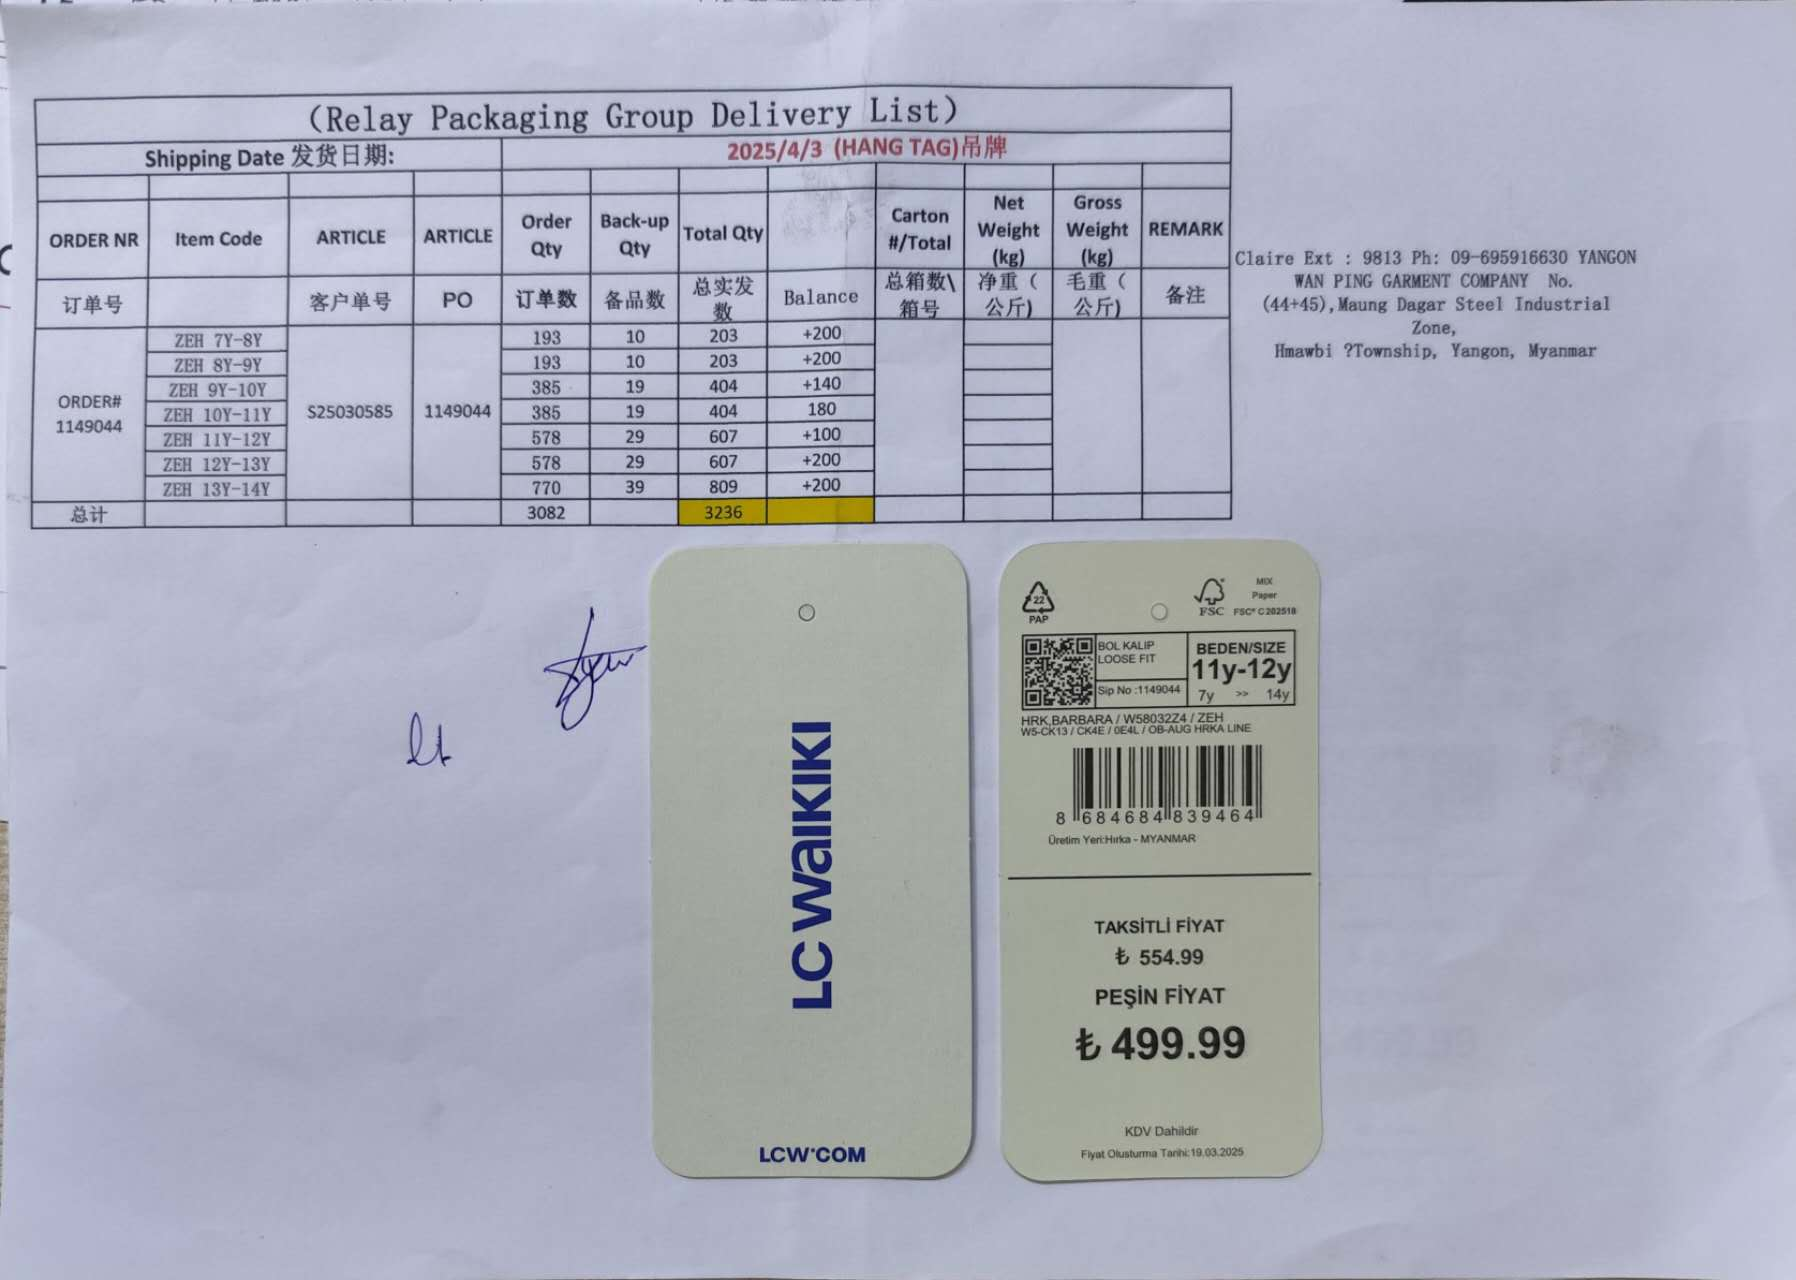 (Relay Packaging Group Delivery List)
Shipping Date 发货日期: 2025/4/3 (HANG TAG)吊牌
ORDER NR Item Code ARTICLE ARTICLE Order Qty Back-up Qty Total Qty Carton #/Total Net Weight (kg) Gross Weight (kg) REMARK
订单号 客户单号 PO 订单数 备品数 总实发数 Balance 总箱数\箱号 净重（公斤) 毛重（公斤) 备注
ORDER# 1149044 S25030585 1149044
ZEH 7Y-8Y 193 10 203 +200
ZEH 8Y-9Y 193 10 203 +200
ZEH 9Y-10Y 385 19 404 +140
ZEH 10Y-11Y 385 19 404 180
ZEH 11Y-12Y 578 29 607 +100
ZEH 12Y-13Y 578 29 607 +200
ZEH 13Y-14Y 770 39 809 +200
总计 3082 3236
Claire Ext : 9813 Ph: 09-695916630 YANGON
WAN PING GARMENT COMPANY No.
(44+45),Maung Dagar Steel Industrial
Zone,
Hmawbi ?Township, Yangon, Myanmar
LC WAIKIKI
LCW•COM
22
PAP
FSC
MIX
Paper
FSC® C202518
BOL KALIP
LOOSE FIT
Sip No :1149044
BEDEN/SIZE
11y-12y
7y >> 14y
HRK,BARBARA / W58032Z4 / ZEH
W5-CK13 / CK4E / 0E4L / OB-AUG HRKA LINE
8 684684 839464
Üretim Yeri:Hırka - MYANMAR
TAKSİTLİ FİYAT
₺ 554.99
PEŞİN FİYAT
₺ 499.99
KDV Dahildir
Fiyat Olusturma Tarihi:19.03.2025